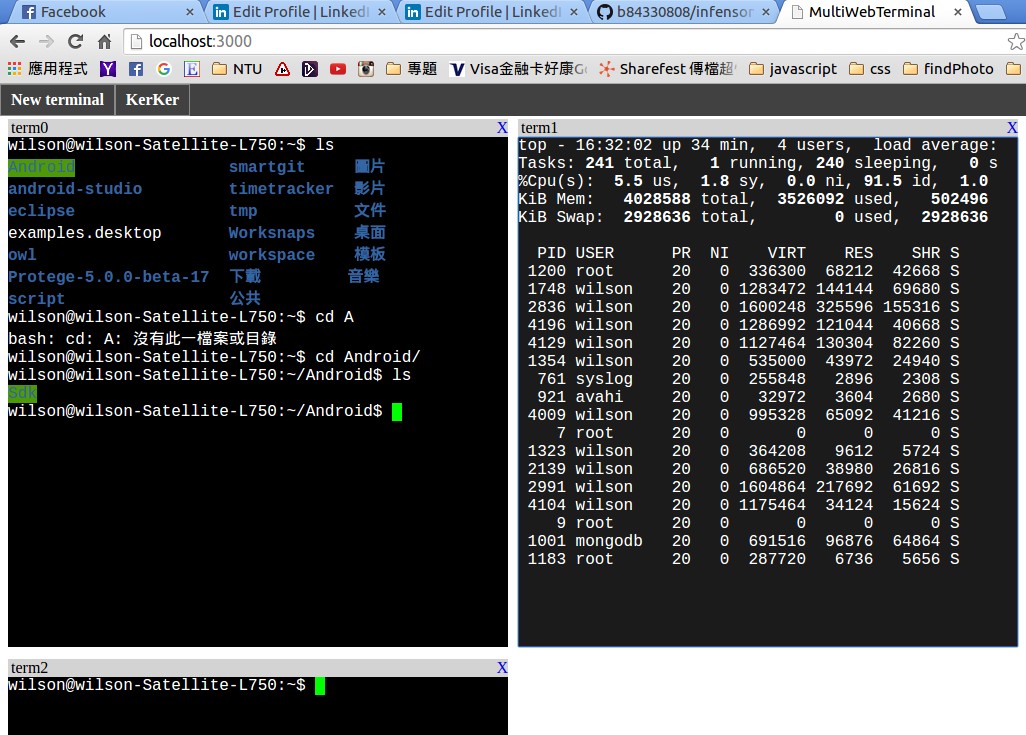 Facebook × Edit Profile | LinkedI × Edit Profile | LinkedI × b84330808/infensor × MultiWebTerminal ×
localhost:3000
應用程式 NTU 專題 Visa金融卡好康G Sharefest 傳檔超 javascript css findPhoto
New terminal KerKer
term0 X
wilson@wilson-Satellite-L750:~$ ls
Android smartgit 圖片
android-studio timetracker 影片
eclipse tmp 文件
examples.desktop Worksnaps 桌面
owl workspace 模板
Protege-5.0.0-beta-17 下載 音樂
script 公共
wilson@wilson-Satellite-L750:~$ cd A
bash: cd: A: 沒有此一檔案或目錄
wilson@wilson-Satellite-L750:~$ cd Android/
wilson@wilson-Satellite-L750:~/Android$ ls
Sdk
wilson@wilson-Satellite-L750:~/Android$
term1 X
top - 16:32:02 up 34 min, 4 users, load average:
Tasks: 241 total, 1 running, 240 sleeping, 0 s
%Cpu(s): 5.5 us, 1.8 sy, 0.0 ni, 91.5 id, 1.0
KiB Mem: 4028588 total, 3526092 used, 502496
KiB Swap: 2928636 total, 0 used, 2928636
PID USER PR NI VIRT RES SHR S
1200 root 20 0 336300 68212 42668 S
1748 wilson 20 0 1283472 144144 69680 S
2836 wilson 20 0 1600248 325596 155316 S
4196 wilson 20 0 1286992 121044 40668 S
4129 wilson 20 0 1127464 130304 82260 S
1354 wilson 20 0 535000 43972 24940 S
761 syslog 20 0 255848 2896 2308 S
921 avahi 20 0 32972 3604 2680 S
4009 wilson 20 0 995328 65092 41216 S
7 root 20 0 0 0 0 S
1323 wilson 20 0 364208 9612 5724 S
2139 wilson 20 0 686520 38980 26816 S
2991 wilson 20 0 1604864 217692 61692 S
4104 wilson 20 0 1175464 34124 15624 S
9 root 20 0 0 0 0 S
1001 mongodb 20 0 691516 96876 64864 S
1183 root 20 0 287720 6736 5656 S
term2 X
wilson@wilson-Satellite-L750:~$